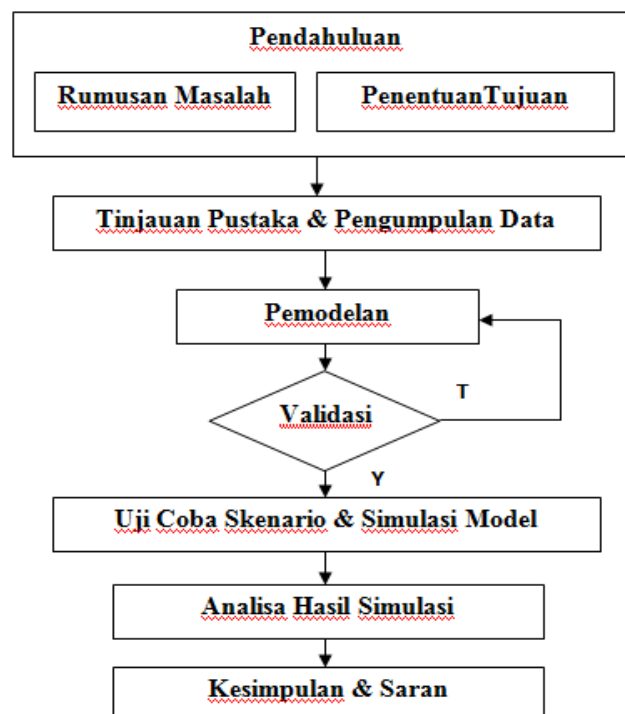 Pendahuluan
Rumusan Masalah
PenentuanTujuan
Tinjauan Pustaka & Pengumpulan Data
Pemodelan
T
Validasi
Y
Uji Coba Skenario & Simulasi Model
Analisa Hasil Simulasi
Kesimpulan & Saran